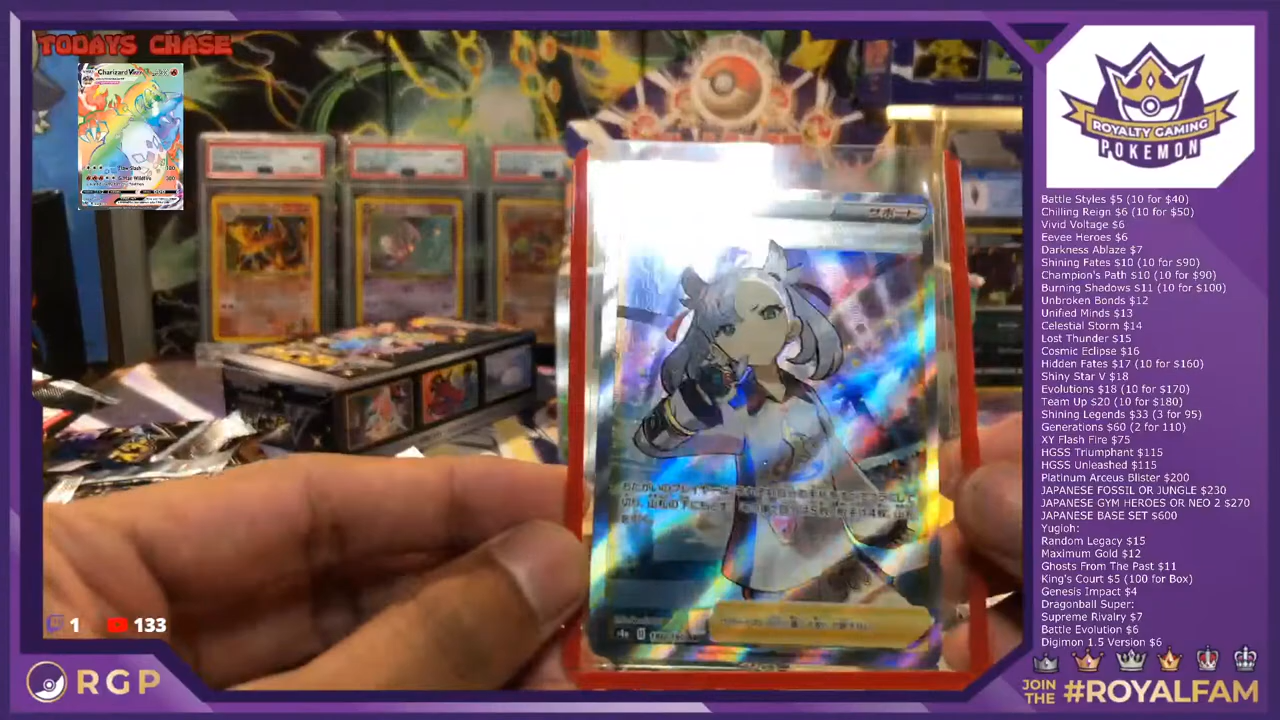 TODAYS CHASE
Charizard
サポート
ROYALTY GAMING
POKEMON
Battle Styles $5 (10 for $40)
Chilling Reign $6 (10 for $50)
Vivid Voltage $6
Eevee Heroes $6
Darkness Ablaze $7
Shining Fates $10 (10 for $90)
Champion's Path $10 (10 for $90)
Burning Shadows $11 (10 for $100)
Unbroken Bonds $12
Unified Minds $13
Celestial Storm $14
Lost Thunder $15
Cosmic Eclipse $16
Hidden Fates $17 (10 for $160)
Shiny Star V $18
Evolutions $18 (10 for $170)
Team Up $20 (10 for $180)
Shining Legends $33 (3 for 95)
Generations $60 (2 for 110)
XY Flash Fire $75
HGSS Triumphant $115
HGSS Unleashed $115
Platinum Arceus Blister $200
JAPANESE FOSSIL OR JUNGLE $230
JAPANESE GYM HEROES OR NEO 2 $270
JAPANESE BASE SET $600
Yugioh:
Random Legacy $15
Maximum Gold $12
Ghosts From The Past $11
King's Court $5 (100 for Box)
Genesis Impact $4
Dragonball Super:
Supreme Rivalry $7
Battle Evolution $6
Digimon 1.5 Version $6
1 133
RGP
JOIN THE #ROYALFAM